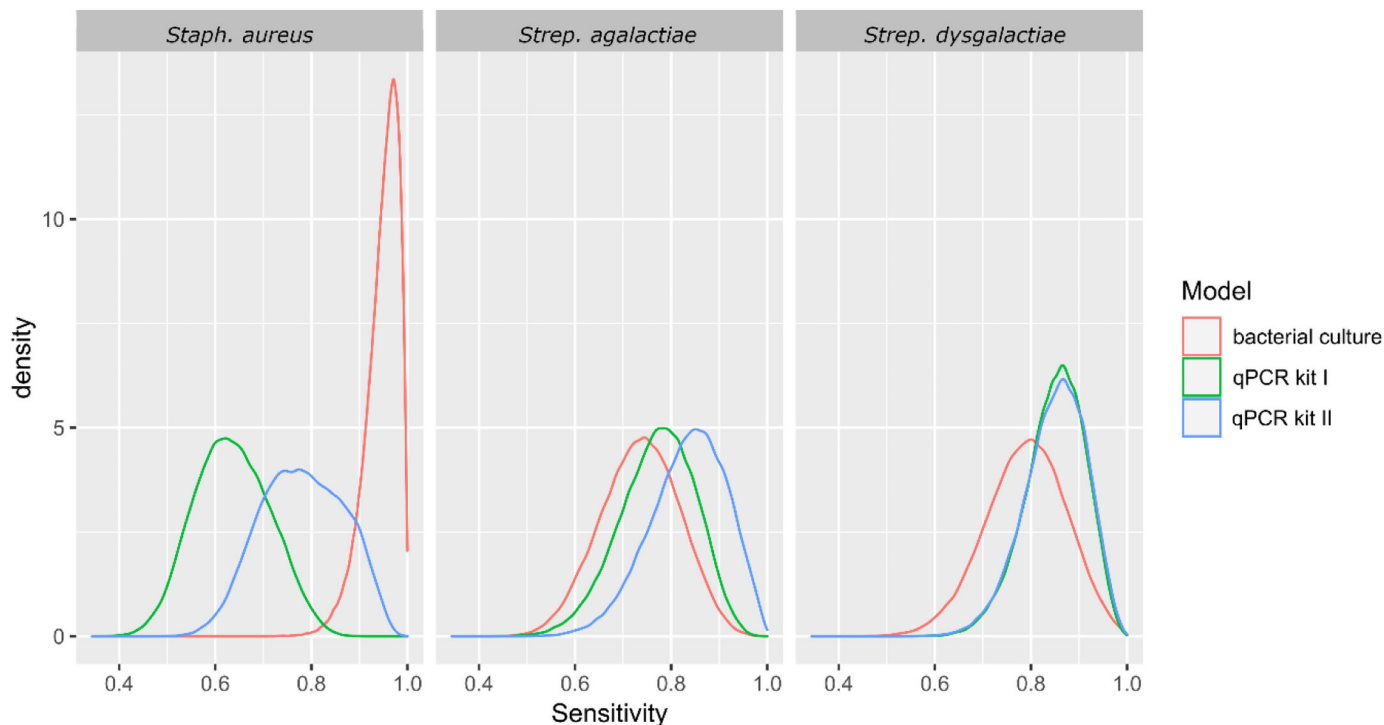 Staph. aureus
Strep. agalactiae
Strep. dysgalactiae
density
10
5
0
0.4 0.6 0.8 1.0
0.4 0.6 0.8 1.0
0.4 0.6 0.8 1.0
Sensitivity
Model
bacterial culture
qPCR kit I
qPCR kit II